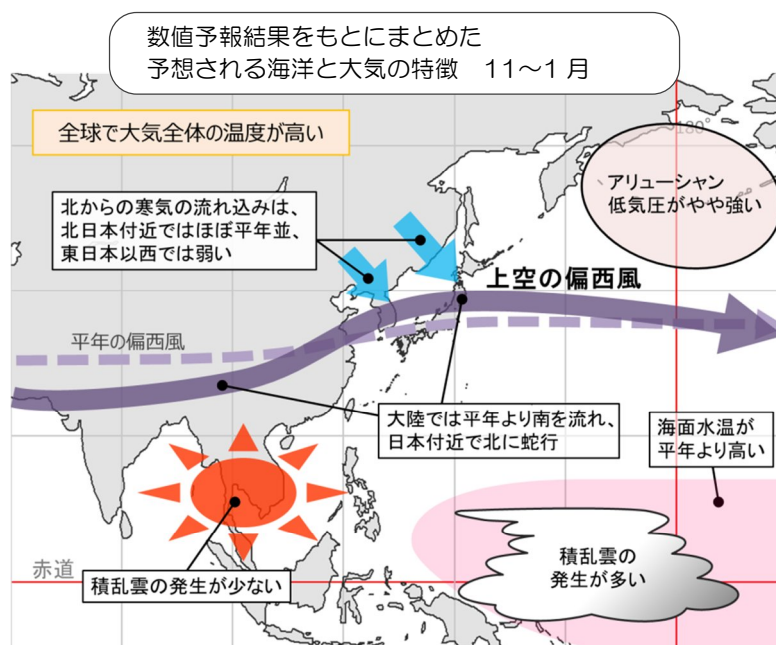 数値予報結果をもとにまとめた
予想される海洋と大気の特徴　11～1月
全球で大気全体の温度が高い
180°
アリューシャン
低気圧がやや強い
北からの寒気の流れ込みは、
北日本付近ではほぼ平年並、
東日本以西では弱い
上空の偏西風
平年の偏西風
大陸では平年より南を流れ、
日本付近で北に蛇行
海面水温が
平年より高い
積乱雲の
発生が多い
赤道
積乱雲の発生が少ない